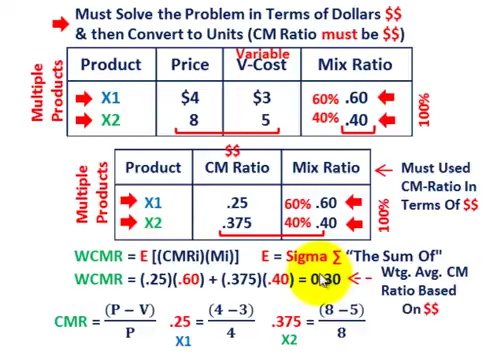 Must Solve the Problem in Terms of Dollars $$
& then Convert to Units (CM Ratio must be $$)
Multiple Products
Product Price Variable V-Cost Mix Ratio
X1 $4 $3 60% .60
X2 8 5 40% .40
100%
$$
Multiple Products
Product CM Ratio Mix Ratio
X1 .25 60% .60
X2 .375 40% .40
100%
Must Used
CM-Ratio In
Terms Of $$
WCMR = E [(CMRi)(Mi)] E = Sigma ∑ “The Sum Of"
WCMR = (.25)(.60) + (.375)(.40) = 0.30
Wtg. Avg. CM
Ratio Based
On $$
CMR = (P − V) / P .25 = (4 −3) / 4 .375 = (8 −5) / 8
X1 X2